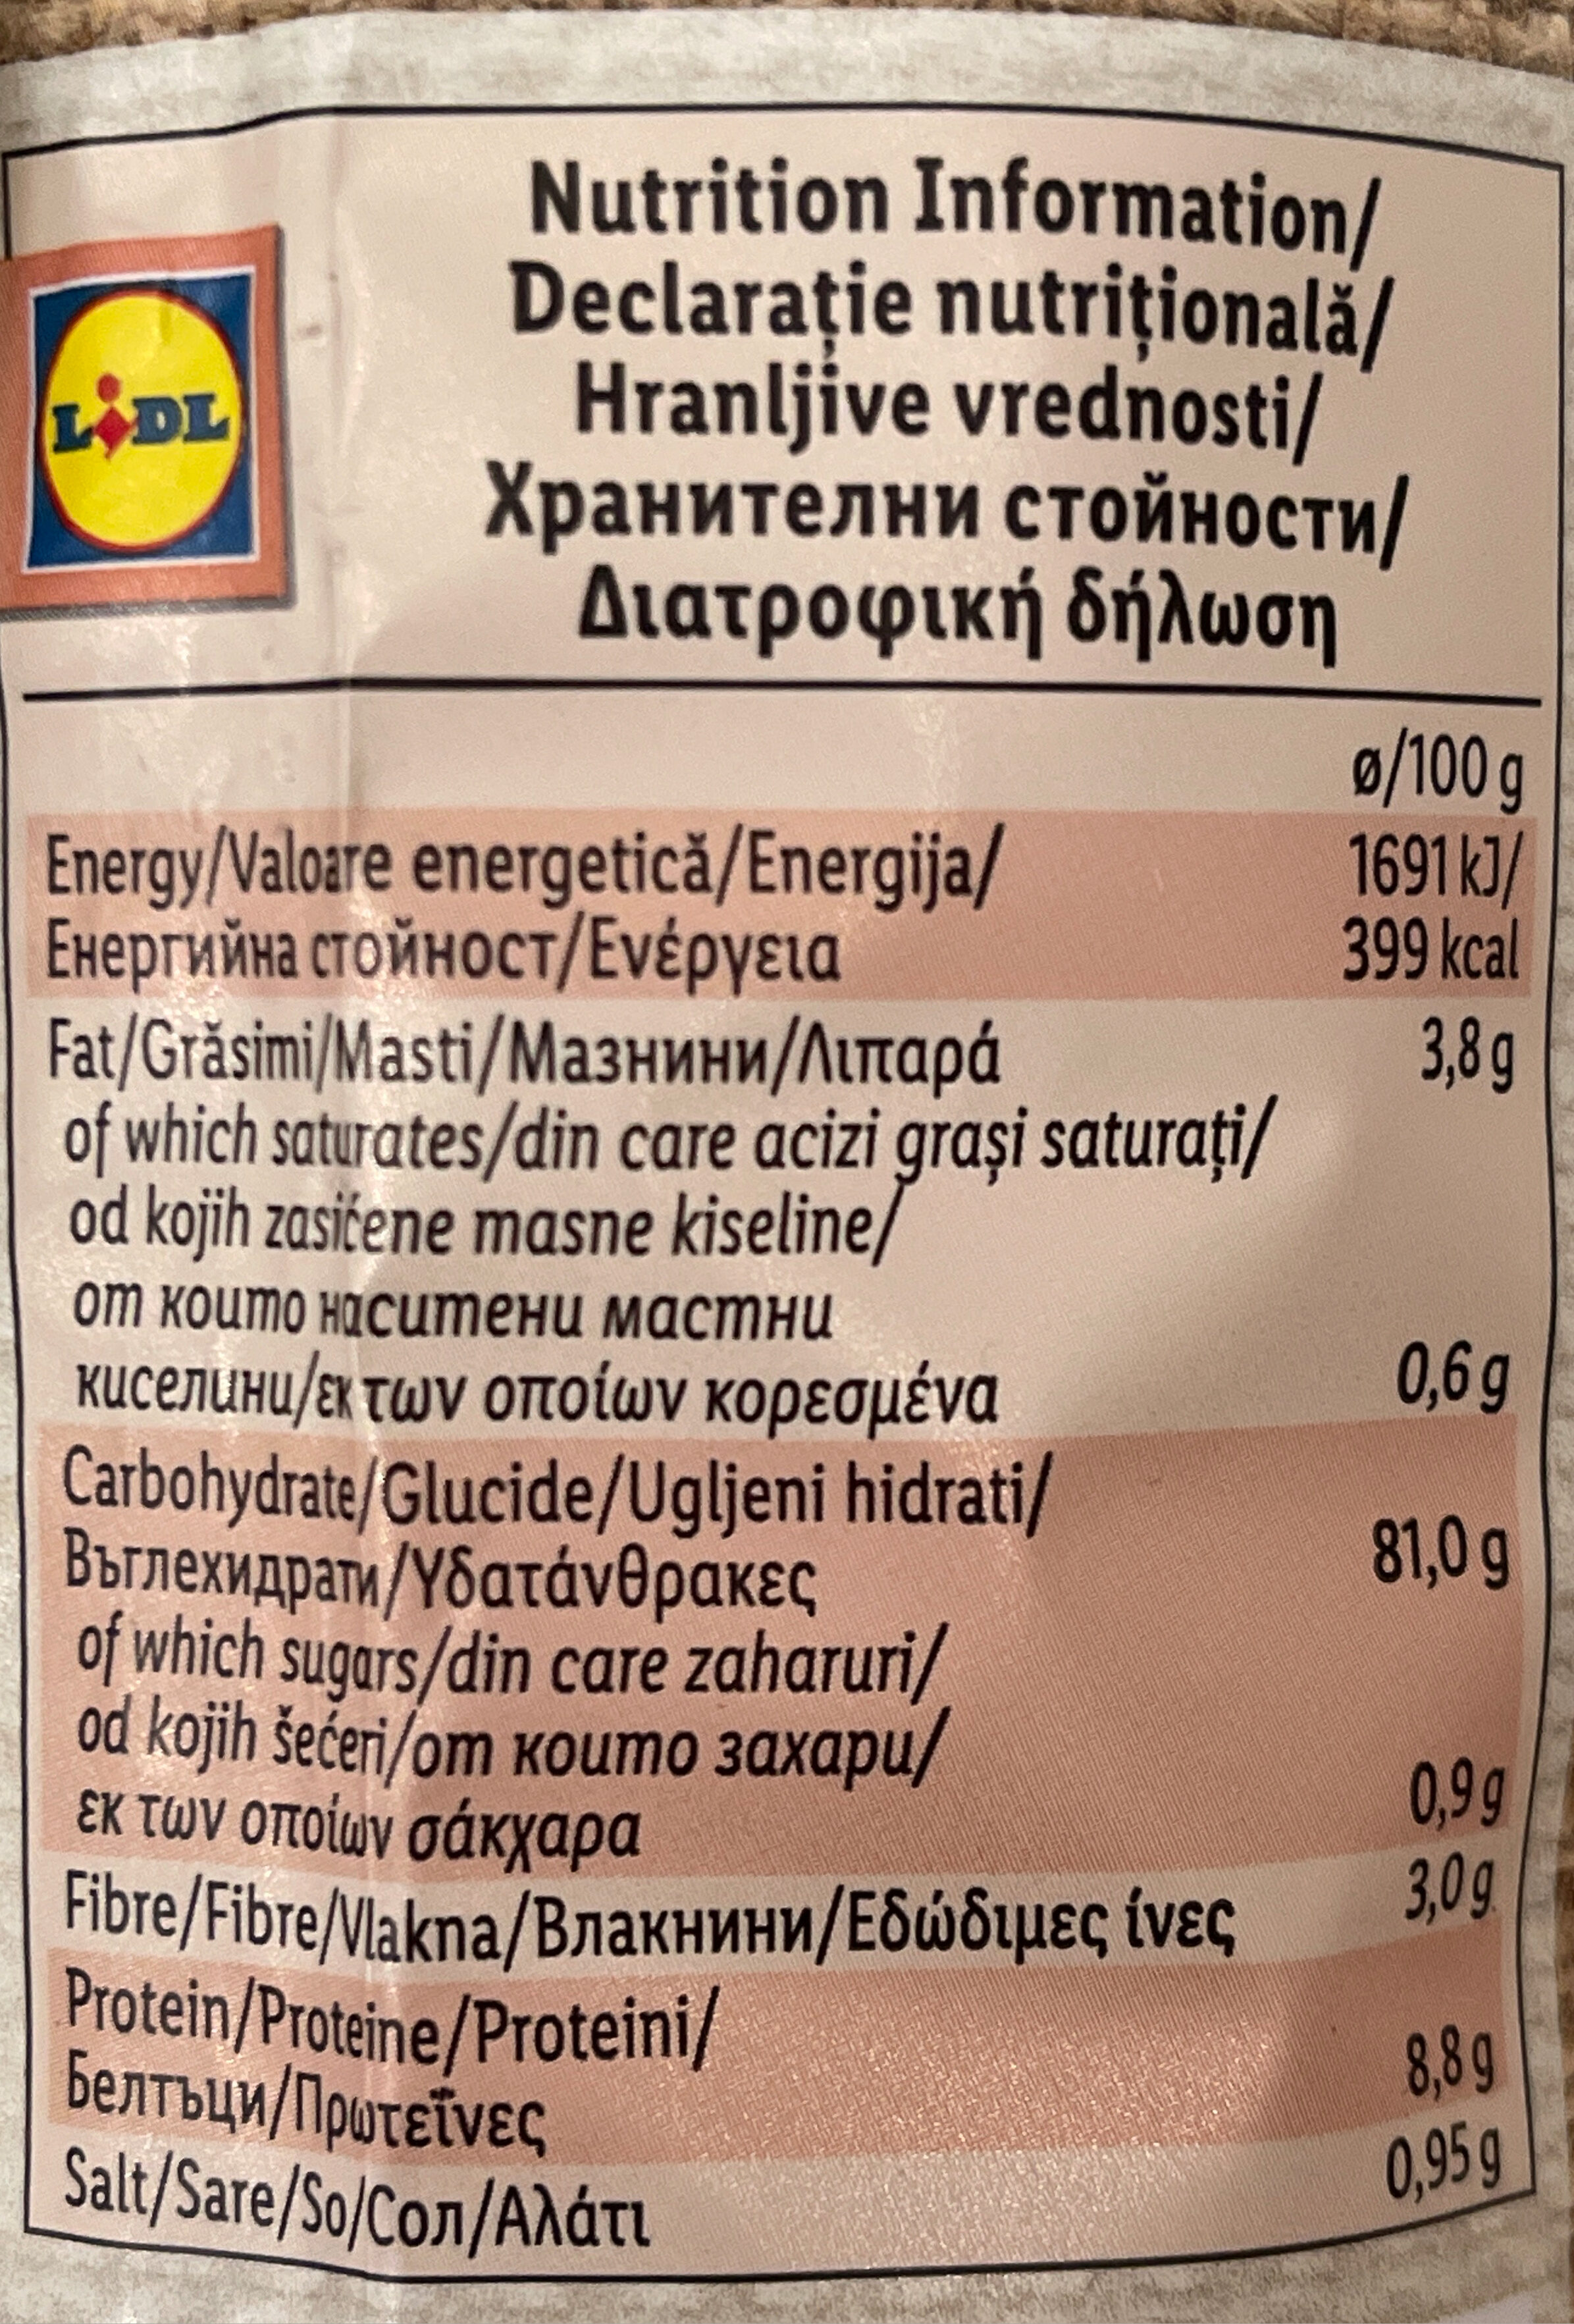 LiDL
Nutrition Information/
Declarație nutrițională/
Hranljive vrednosti/
Хранителни стойности/
Διατροφική δήλωση
ø/100 g
Energy/Valoare energetică/Energija/ 1691 kJ/
Енергийна стойност/Ενέργεια 399 kcal
Fat/Grăsimi/Masti/Мазнини/Λιπαρά 3,8 g
of which saturates/din care acizi grași saturați/
od kojih zasićene masne kiseline/
от които наситени мастни
киселини/εκ των οποίων κορεσμένα 0,6 g
Carbohydrate/Glucide/Ugljeni hidrati/
Въглехидрати/Υδατάνθρακες 81,0 g
of which sugars/din care zaharuri/
od kojih šećeri/от които захари/
εκ των οποίων σάκχαρα 0,9 g
Fibre/Fibre/Vlakna/Влакнини/Εδώδιμες ίνες 3,0 g
Protein/Proteine/Proteini/
Белтъци/Πρωτεΐνες 8,8 g
Salt/Sare/So/Сол/Αλάτι 0,95 g